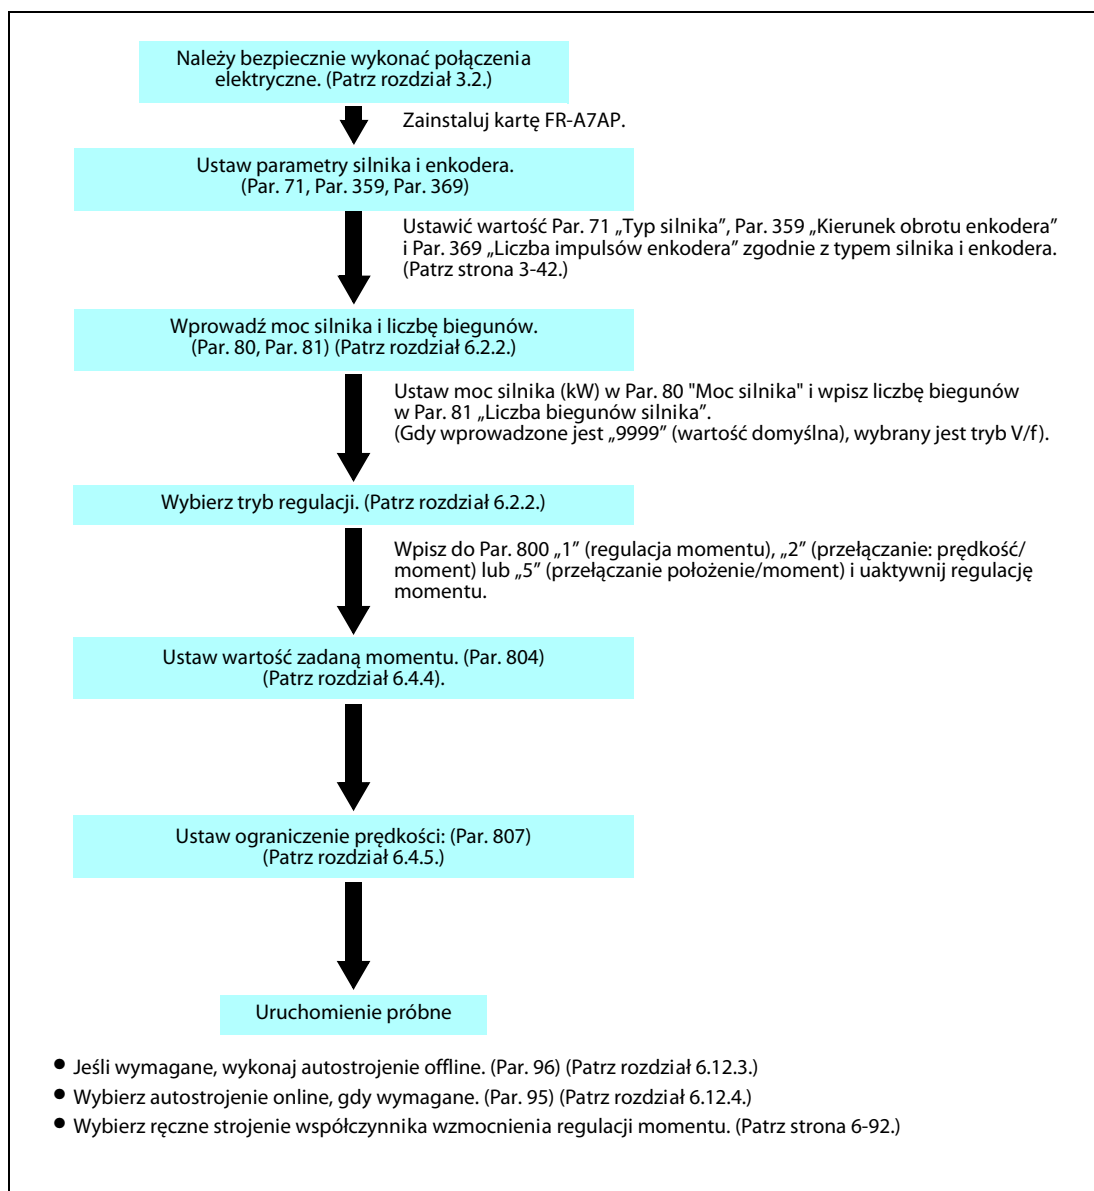 Należy bezpiecznie wykonać połączenia
elektryczne. (Patrz rozdział 3.2.)
Zainstaluj kartę FR-A7AP.
Ustaw parametry silnika i enkodera.
(Par. 71, Par. 359, Par. 369)
Ustawić wartość Par. 71 „Typ silnika”, Par. 359 „Kierunek obrotu enkodera”
i Par. 369 „Liczba impulsów enkodera” zgodnie z typem silnika i enkodera.
(Patrz strona 3-42.)
Wprowadź moc silnika i liczbę biegunów.
(Par. 80, Par. 81) (Patrz rozdział 6.2.2.)
Ustaw moc silnika (kW) w Par. 80 "Moc silnika" i wpisz liczbę biegunów
w Par. 81 „Liczba biegunów silnika”.
(Gdy wprowadzone jest „9999” (wartość domyślna), wybrany jest tryb V/f).
Wybierz tryb regulacji. (Patrz rozdział 6.2.2.)
Wpisz do Par. 800 „1” (regulacja momentu), „2” (przełączanie: prędkość/
moment) lub „5” (przełączanie położenie/moment) i uaktywnij regulację
momentu.
Ustaw wartość zadaną momentu. (Par. 804)
(Patrz rozdział 6.4.4).
Ustaw ograniczenie prędkości: (Par. 807)
(Patrz rozdział 6.4.5.)
Uruchomienie próbne
● Jeśli wymagane, wykonaj autostrojenie offline. (Par. 96) (Patrz rozdział 6.12.3.)
● Wybierz autostrojenie online, gdy wymagane. (Par. 95) (Patrz rozdział 6.12.4.)
● Wybierz ręczne strojenie współczynnika wzmocnienia regulacji momentu. (Patrz strona 6-92.)